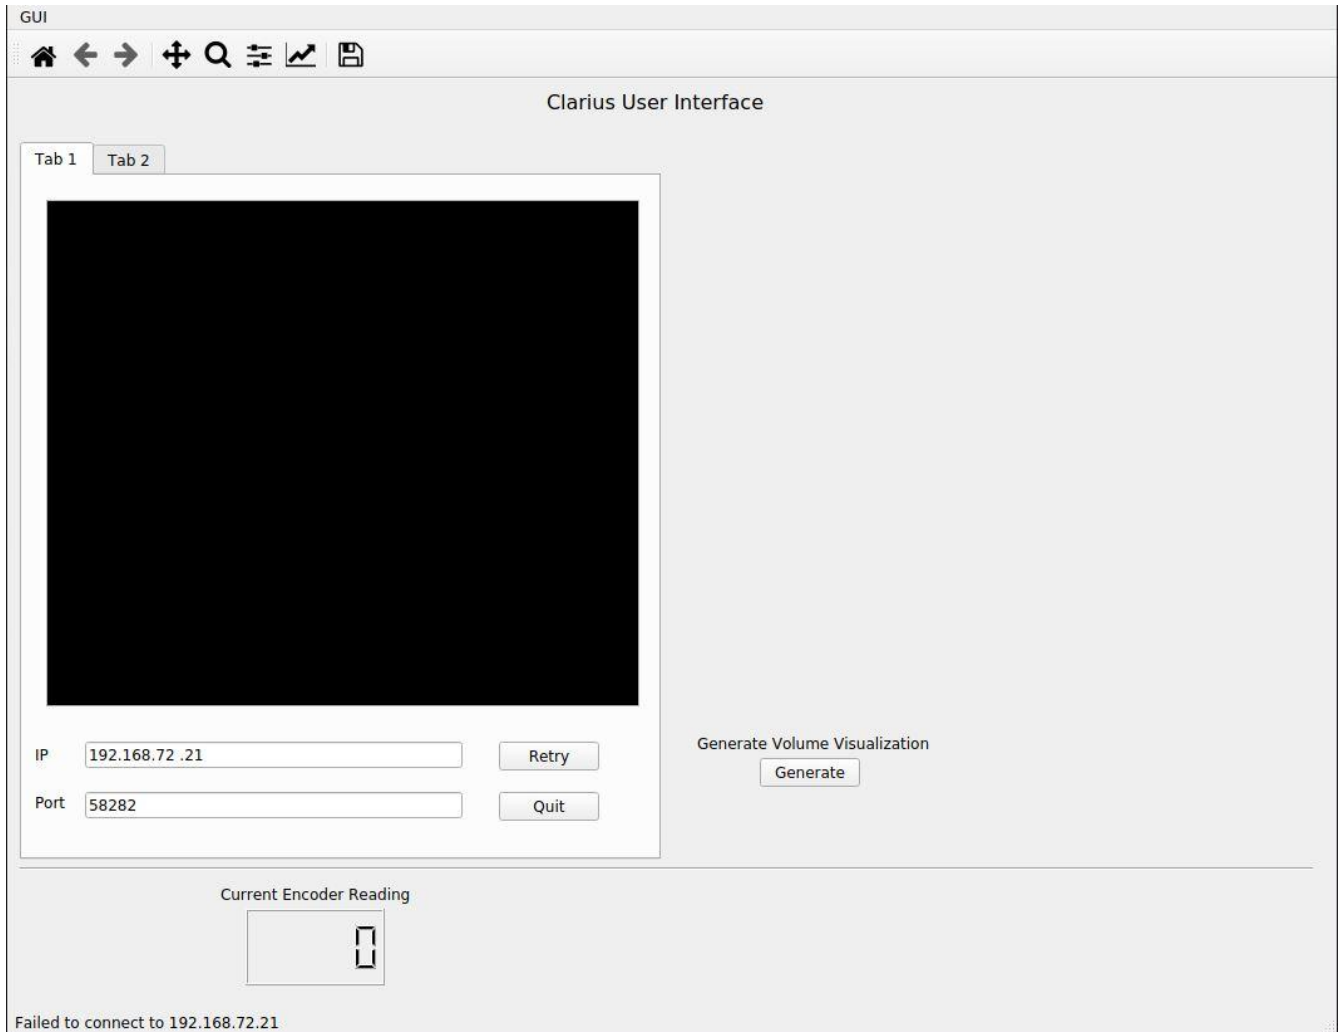 GUI
Clarius User Interface
Tab 1 Tab 2
IP 192.168.72 .21 Retry
Port 58282 Quit
Generate Volume Visualization
Generate
Current Encoder Reading
0
Failed to connect to 192.168.72.21